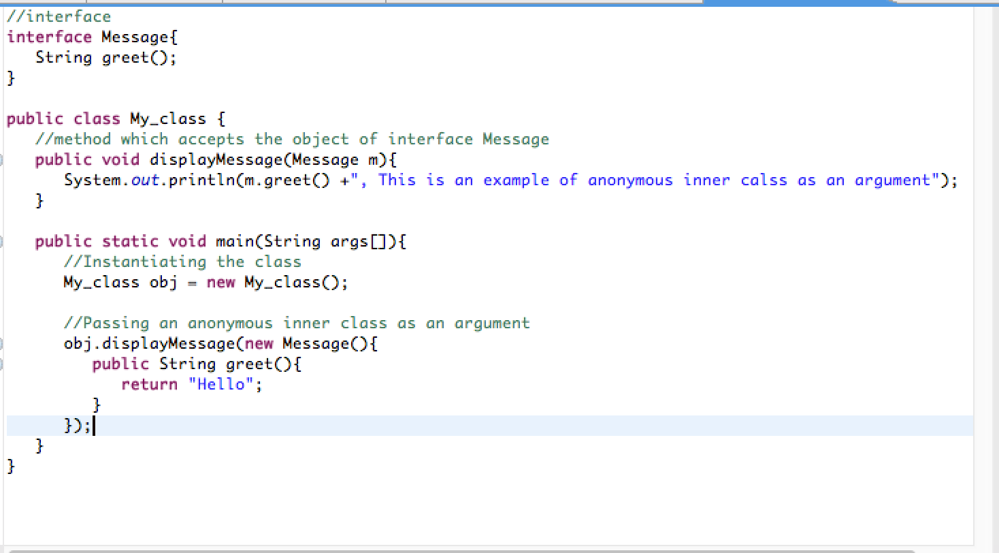 //interface
interface Message{
   String greet();
}

public class My_class {
   //method which accepts the object of interface Message
   public void displayMessage(Message m){
      System.out.println(m.greet() +", This is an example of anonymous inner calss as an argument");
   }

   public static void main(String args[]){
      //Instantiating the class
      My_class obj = new My_class();

      //Passing an anonymous inner class as an argument
      obj.displayMessage(new Message(){
         public String greet(){
            return "Hello";
         }
      });
   }
}